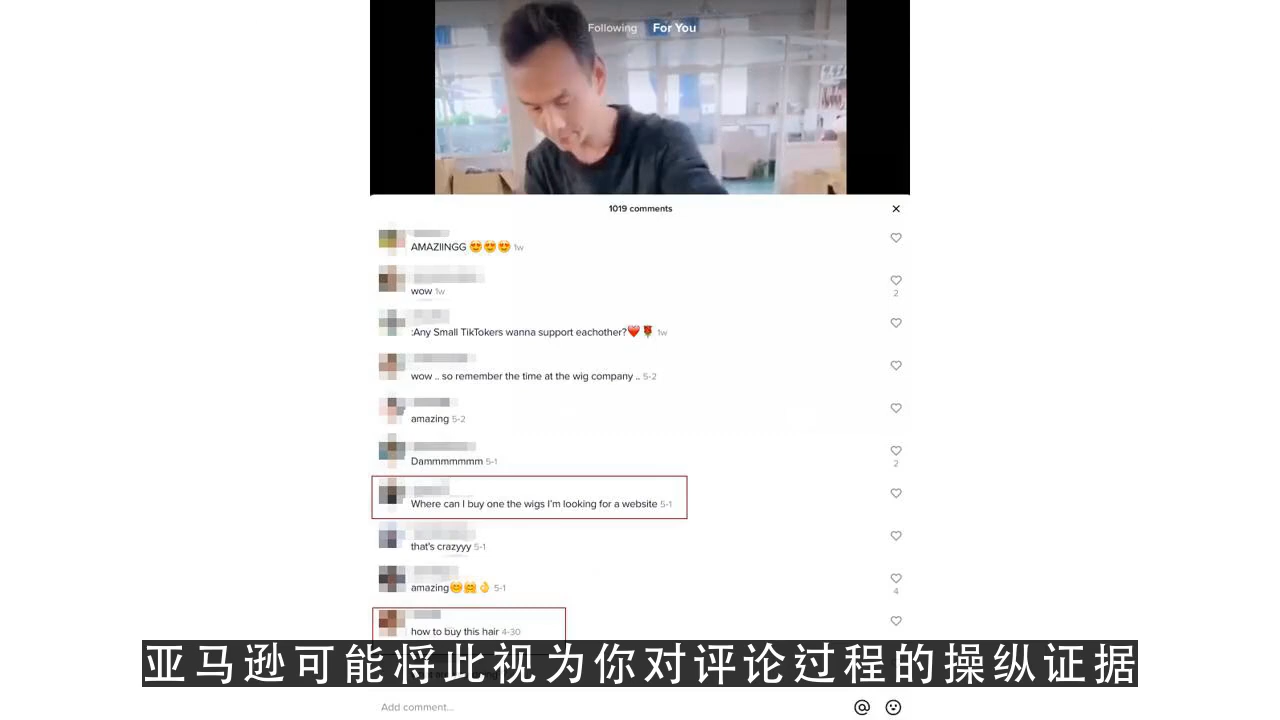 Following For You
1019 comments
AMAZIINGG 😍😍😍 1w
2
wow 1w
:Any Small TikTokers wanna support eachother?❤️🌹 1w
wow .. so remember the time at the wig company .. 5-2
amazing 5-2
Dammmmmmm 5-1
2
Where can I buy one the wigs I'm looking for a website 5-1
that's crazyyy 5-1
amazing😊🤗👌 5-1
4
how to buy this hair 4-30
亚马逊可能将此视为你对评论过程的操纵证据
Add comment...